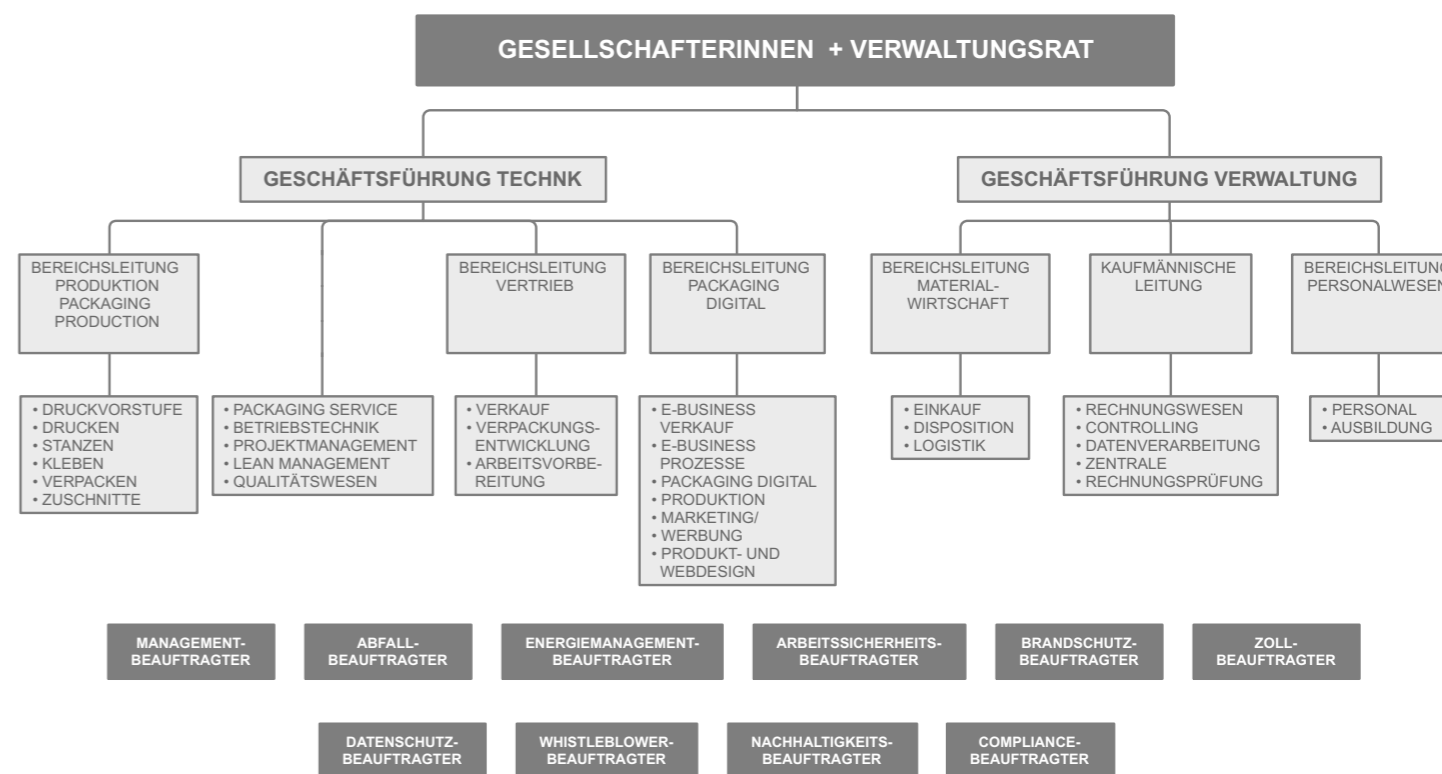 GESELLSCHAFTERINNEN + VERWALTUNGSRAT
GESCHÄFTSFÜHRUNG TECHNK
GESCHÄFTSFÜHRUNG VERWALTUNG
BEREICHSLEITUNG
PRODUKTION
PACKAGING
PRODUCTION
BEREICHSLEITUNG
VERTRIEB
BEREICHSLEITUNG
PACKAGING
DIGITAL
BEREICHSLEITUNG
MATERIAL-
WIRTSCHAFT
KAUFMÄNNISCHE
LEITUNG
BEREICHSLEITUNG
PERSONALWESEN
• DRUCKVORSTUFE
• DRUCKEN
• STANZEN
• KLEBEN
• VERPACKEN
• ZUSCHNITTE
• PACKAGING SERVICE
• BETRIEBSTECHNIK
• PROJEKTMANAGEMENT
• LEAN MANAGEMENT
• QUALITÄTSWESEN
• VERKAUF
• VERPACKUNGS-
ENTWICKLUNG
• ARBEITSVORBE-
REITUNG
• E-BUSINESS
VERKAUF
• E-BUSINESS
PROZESSE
• PACKAGING DIGITAL
• PRODUKTION
• MARKETING/
• WERBUNG
• PRODUKT- UND
WEBDESIGN
• EINKAUF
• DISPOSITION
• LOGISTIK
• RECHNUNGSWESEN
• CONTROLLING
• DATENVERARBEITUNG
• ZENTRALE
• RECHNUNGSPRÜFUNG
• PERSONAL
• AUSBILDUNG
MANAGEMENT-
BEAUFTRAGTER
ABFALL-
BEAUFTRAGTER
ENERGIEMANAGEMENT-
BEAUFTRAGTER
ARBEITSSICHERHEITS-
BEAUFTRAGTER
BRANDSCHUTZ-
BEAUFTRAGTER
ZOLL-
BEAUFTRAGTER
DATENSCHUTZ-
BEAUFTRAGTER
WHISTLEBLOWER-
BEAUFTRAGTER
NACHHALTIGKEITS-
BEAUFTRAGTER
COMPLIANCE-
BEAUFTRAGTER